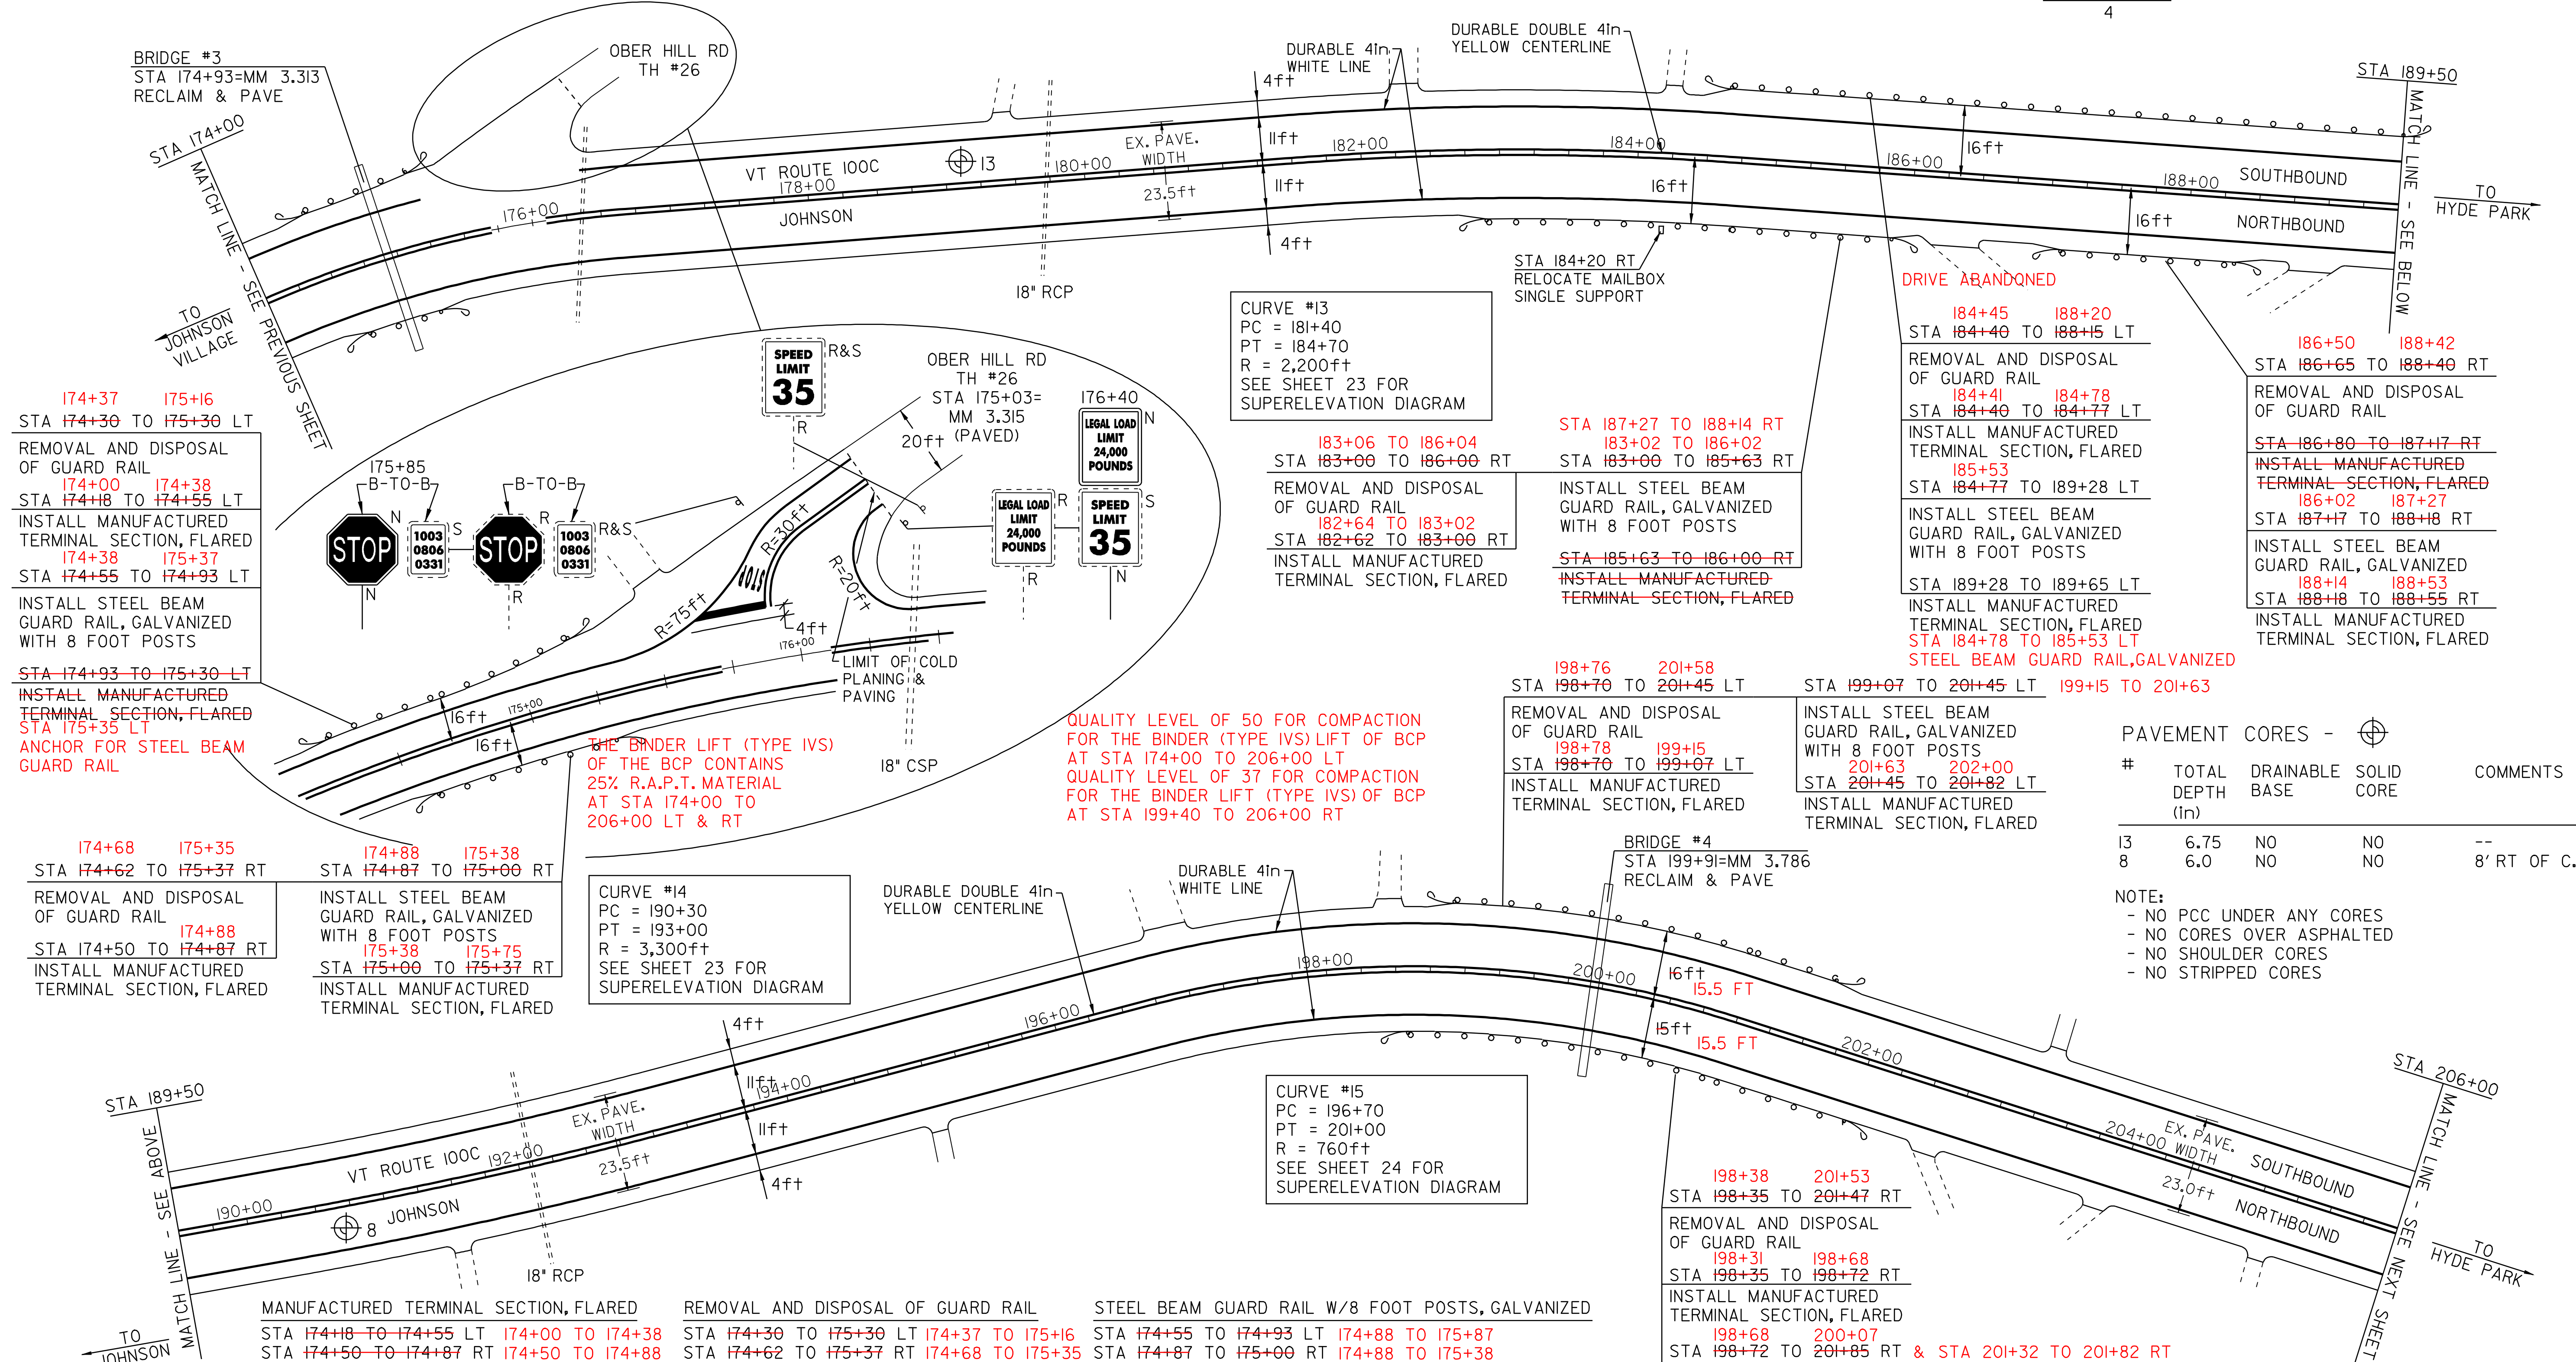 4
BRIDGE #3
STA 174+93=MM 3.313
RECLAIM & PAVE
OBER HILL RD
TH #26
DURABLE 4in
WHITE LINE
DURABLE DOUBLE 4in
YELLOW CENTERLINE
STA 189+50
STA 174+00
MATCH LINE - SEE PREVIOUS SHEET
TO
JOHNSON
VILLAGE
176+00
VT ROUTE 100C
178+00
JOHNSON
13
180+00
EX. PAVE.
WIDTH
23.5ft
4ft
11ft
11ft
4ft
182+00
184+00
16ft
186+00
16ft
188+00
16ft
SOUTHBOUND
NORTHBOUND
MATCH LINE - SEE BELOW
TO
HYDE PARK
18" RCP
STA 184+20 RT
RELOCATE MAILBOX
SINGLE SUPPORT
DRIVE ABANDONED
CURVE #13
PC = 181+40
PT = 184+70
R = 2,200ft
SEE SHEET 23 FOR
SUPERELEVATION DIAGRAM
174+37 175+16
STA 174+30 TO 175+30 LT
REMOVAL AND DISPOSAL
OF GUARD RAIL
174+00 174+38
STA 174+18 TO 174+55 LT
INSTALL MANUFACTURED
TERMINAL SECTION, FLARED
174+38 175+37
STA 174+55 TO 174+93 LT
INSTALL STEEL BEAM
GUARD RAIL, GALVANIZED
WITH 8 FOOT POSTS
STA 174+93 TO 175+30 LT
INSTALL MANUFACTURED
TERMINAL SECTION, FLARED
STA 175+35 LT
ANCHOR FOR STEEL BEAM
GUARD RAIL
175+85
B-TO-B
B-TO-B
STOP
N
N
1003
0806
0331
S
STOP
R
R
1003
0806
0331
R&S
SPEED
LIMIT
35
R&S
R
OBER HILL RD
TH #26
STA 175+03=
MM 3.315
(PAVED)
20ft
176+40
LEGAL LOAD
LIMIT
24,000
POUNDS
N
LEGAL LOAD
LIMIT
24,000
POUNDS
R
R
SPEED
LIMIT
35
S
N
R=30ft
R=75ft
R=20ft
STOP
4ft
176+00
LIMIT OF COLD
PLANING &
PAVING
175+00
16ft
16ft
18" CSP
THE BINDER LIFT (TYPE IVS)
OF THE BCP CONTAINS
25% R.A.P.T. MATERIAL
AT STA 174+00 TO
206+00 LT & RT
QUALITY LEVEL OF 50 FOR COMPACTION
FOR THE BINDER (TYPE IVS) LIFT OF BCP
AT STA 174+00 TO 206+00 LT
QUALITY LEVEL OF 37 FOR COMPACTION
FOR THE BINDER LIFT (TYPE IVS) OF BCP
AT STA 199+40 TO 206+00 RT
183+06 TO 186+04
STA 183+00 TO 186+00 RT
REMOVAL AND DISPOSAL
OF GUARD RAIL
182+64 TO 183+02
STA 182+62 TO 183+00 RT
INSTALL MANUFACTURED
TERMINAL SECTION, FLARED
STA 187+27 TO 188+14 RT
183+02 TO 186+02
STA 183+00 TO 185+63 RT
INSTALL STEEL BEAM
GUARD RAIL, GALVANIZED
WITH 8 FOOT POSTS
STA 185+63 TO 186+00 RT
INSTALL MANUFACTURED
TERMINAL SECTION, FLARED
184+45 188+20
STA 184+40 TO 188+15 LT
REMOVAL AND DISPOSAL
OF GUARD RAIL
184+41 184+78
STA 184+40 TO 184+77 LT
INSTALL MANUFACTURED
TERMINAL SECTION, FLARED
185+53
STA 184+77 TO 189+28 LT
INSTALL STEEL BEAM
GUARD RAIL, GALVANIZED
WITH 8 FOOT POSTS
STA 189+28 TO 189+65 LT
INSTALL MANUFACTURED
TERMINAL SECTION, FLARED
STA 184+78 TO 185+53 LT
STEEL BEAM GUARD RAIL, GALVANIZED
186+50 188+42
STA 186+65 TO 188+40 RT
REMOVAL AND DISPOSAL
OF GUARD RAIL
STA 186+80 TO 187+17 RT
INSTALL MANUFACTURED
TERMINAL SECTION, FLARED
186+02 187+27
STA 187+17 TO 188+18 RT
INSTALL STEEL BEAM
GUARD RAIL, GALVANIZED
188+14 188+53
STA 188+18 TO 188+55 RT
INSTALL MANUFACTURED
TERMINAL SECTION, FLARED
198+76 201+58
STA 198+70 TO 201+45 LT
REMOVAL AND DISPOSAL
OF GUARD RAIL
198+78 199+15
STA 198+70 TO 199+07 LT
INSTALL MANUFACTURED
TERMINAL SECTION, FLARED
STA 199+07 TO 201+45 LT 199+15 TO 201+63
INSTALL STEEL BEAM
GUARD RAIL, GALVANIZED
WITH 8 FOOT POSTS
201+63 202+00
STA 201+45 TO 201+82 LT
INSTALL MANUFACTURED
TERMINAL SECTION, FLARED
PAVEMENT CORES -
# TOTAL DEPTH (in) DRAINABLE BASE SOLID CORE COMMENTS
13 6.75 NO NO --
8 6.0 NO NO 8' RT OF C.
NOTE:
- NO PCC UNDER ANY CORES
- NO CORES OVER ASPHALTED
- NO SHOULDER CORES
- NO STRIPPED CORES
174+68 175+35
STA 174+62 TO 175+37 RT
REMOVAL AND DISPOSAL
OF GUARD RAIL
174+88
STA 174+50 TO 174+87 RT
INSTALL MANUFACTURED
TERMINAL SECTION, FLARED
174+88 175+38
STA 174+87 TO 175+00 RT
INSTALL STEEL BEAM
GUARD RAIL, GALVANIZED
WITH 8 FOOT POSTS
175+38 175+75
STA 175+00 TO 175+37 RT
INSTALL MANUFACTURED
TERMINAL SECTION, FLARED
CURVE #14
PC = 190+30
PT = 193+00
R = 3,300ft
SEE SHEET 23 FOR
SUPERELEVATION DIAGRAM
DURABLE DOUBLE 4in
YELLOW CENTERLINE
DURABLE 4in
WHITE LINE
BRIDGE #4
STA 199+91=MM 3.786
RECLAIM & PAVE
STA 189+50
MATCH LINE - SEE ABOVE
TO
JOHNSON
190+00
8
JOHNSON
VT ROUTE 100C
192+00
EX. PAVE.
WIDTH
23.5ft
18" RCP
4ft
11ft
11ft
4ft
194+00
196+00
198+00
200+00
16ft
15.5 FT
15ft
15.5 FT
202+00
204+00
EX. PAVE.
WIDTH
23.0ft
SOUTHBOUND
NORTHBOUND
STA 206+00
MATCH LINE - SEE NEXT SHEET
TO
HYDE PARK
CURVE #15
PC = 196+70
PT = 201+00
R = 760ft
SEE SHEET 24 FOR
SUPERELEVATION DIAGRAM
198+38 201+53
STA 198+35 TO 201+47 RT
REMOVAL AND DISPOSAL
OF GUARD RAIL
198+31 198+68
STA 198+35 TO 198+72 RT
INSTALL MANUFACTURED
TERMINAL SECTION, FLARED
198+68 200+07
STA 198+72 TO 201+85 RT & STA 201+32 TO 201+82 RT
MANUFACTURED TERMINAL SECTION, FLARED
STA 174+18 TO 174+55 LT 174+00 TO 174+38
STA 174+50 TO 174+87 RT 174+50 TO 174+88
REMOVAL AND DISPOSAL OF GUARD RAIL
STA 174+30 TO 175+30 LT 174+37 TO 175+16
STA 174+62 TO 175+37 RT 174+68 TO 175+35
STEEL BEAM GUARD RAIL W/8 FOOT POSTS, GALVANIZED
STA 174+55 TO 174+93 LT 174+88 TO 175+87
STA 174+87 TO 175+00 RT 174+88 TO 175+38